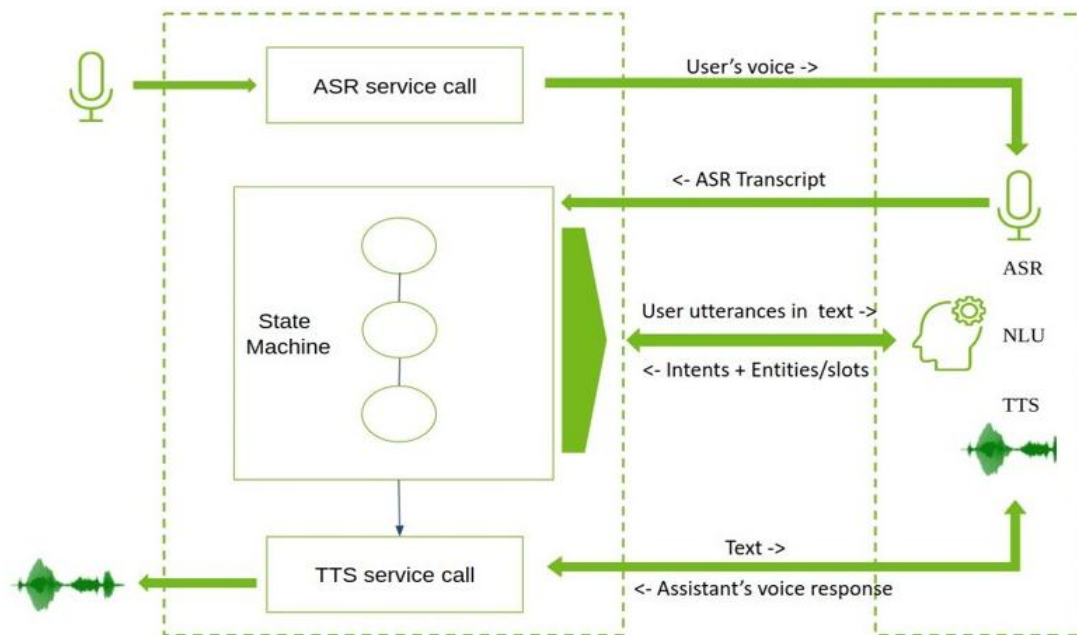 ASR service call
User’s voice ->
<- ASR Transcript
ASR
State
Machine
User utterances in text ->
NLU
<- Intents + Entities/slots
TTS
Text ->
TTS service call
<- Assistant’s voice response